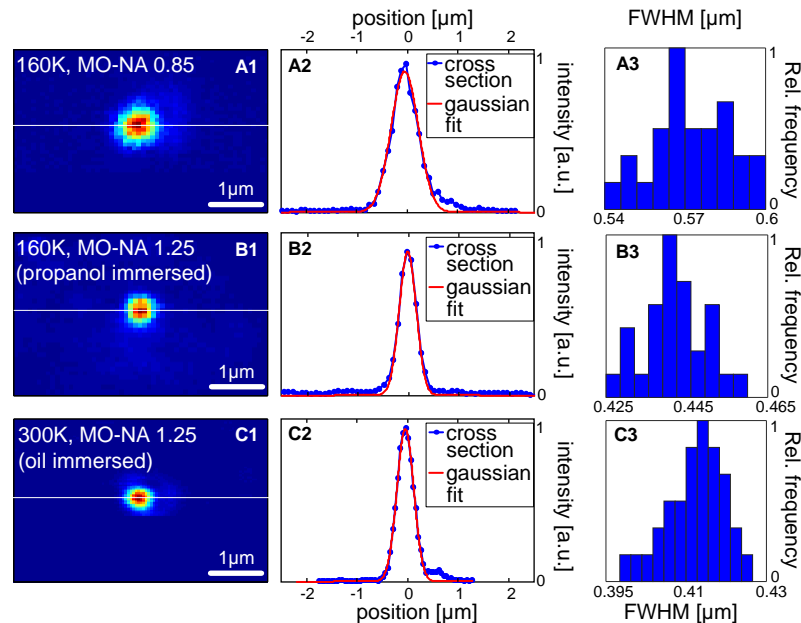 position [µm]
FWHM [µm]
-2 -1 0 1 2
160K, MO-NA 0.85 A1
1µm
A2
cross
section
gaussian
fit
1
0
intensity [a.u.]
A3
1
0
Rel. frequency
0.54 0.57 0.6
160K, MO-NA 1.25 B1
(propanol immersed)
1µm
B2
cross
section
gaussian
fit
1
0
intensity [a.u.]
B3
1
0
Rel. frequency
0.425 0.445 0.465
300K, MO-NA 1.25 C1
(oil immersed)
1µm
C2
cross
section
gaussian
fit
1
0
intensity [a.u.]
-2 -1 0 1 2
position [µm]
C3
1
0
Rel. frequency
0.395 0.41 0.43
FWHM [µm]